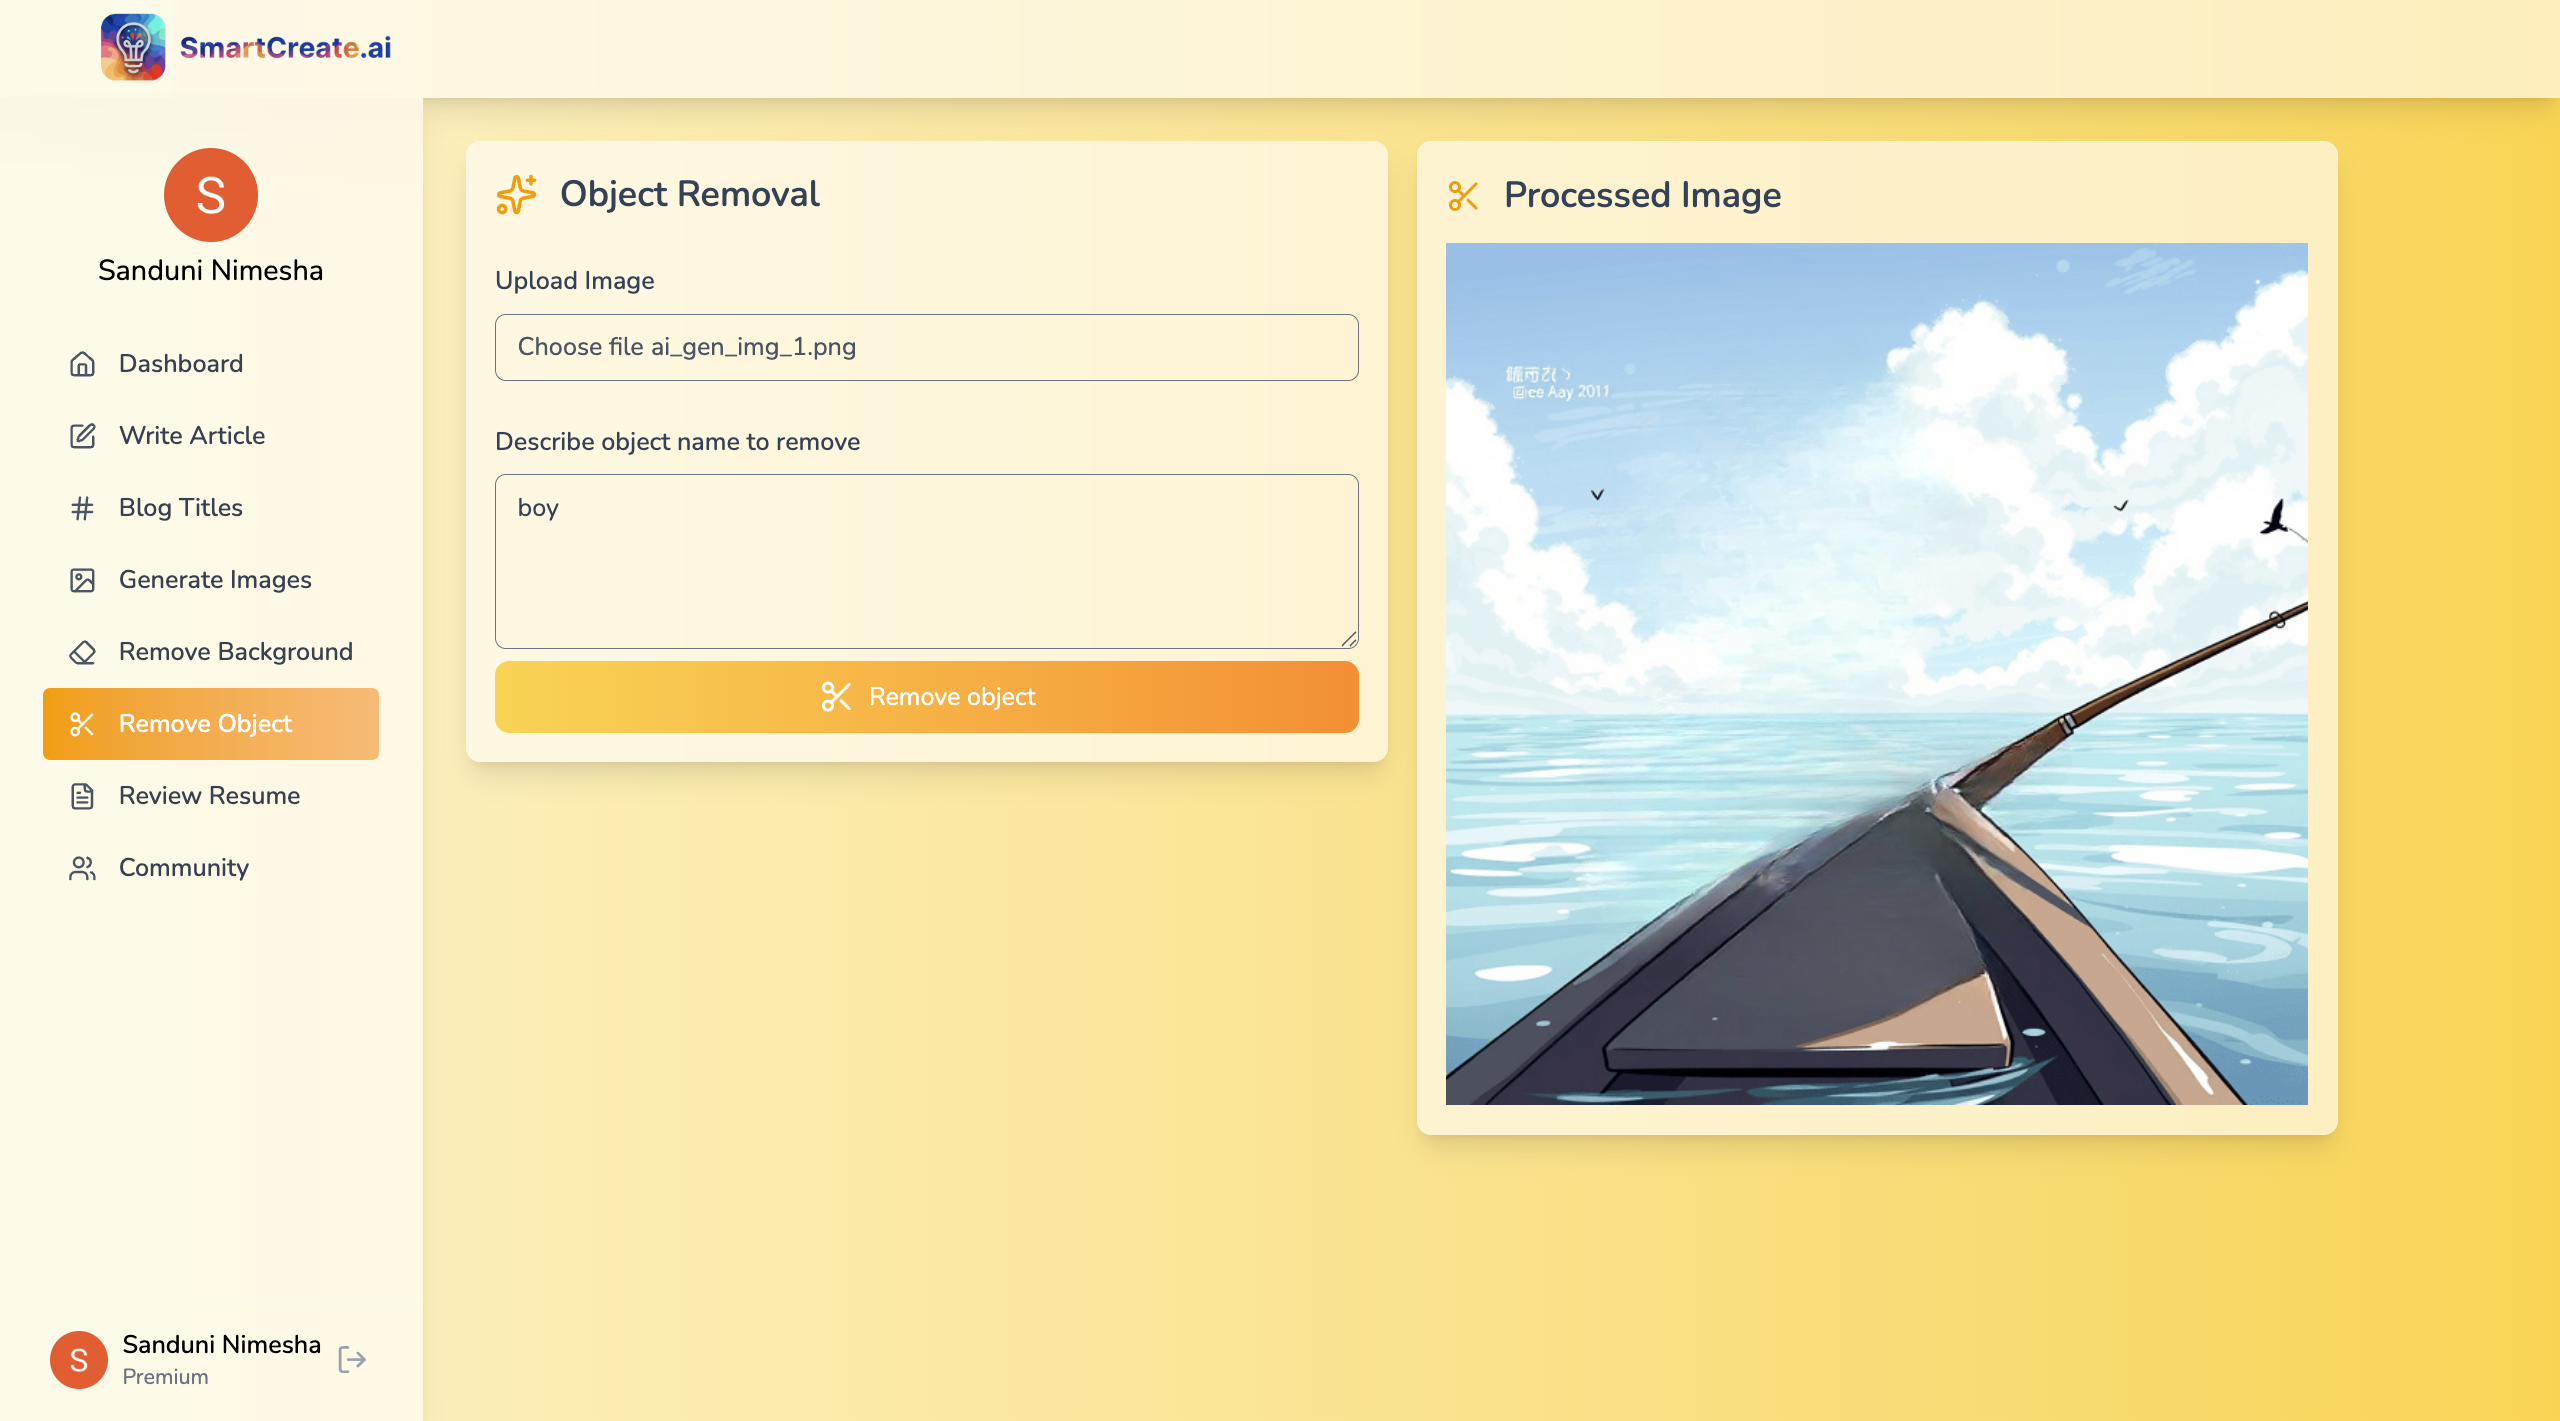 SmartCreate.ai
S
Sanduni Nimesha
Dashboard
Write Article
Blog Titles
Generate Images
Remove Background
Remove Object
Review Resume
Community
S
Sanduni Nimesha
Premium
Object Removal
Upload Image
Choose file ai_gen_img_1.png
Describe object name to remove
boy
Remove object
Processed Image
Aay 2011